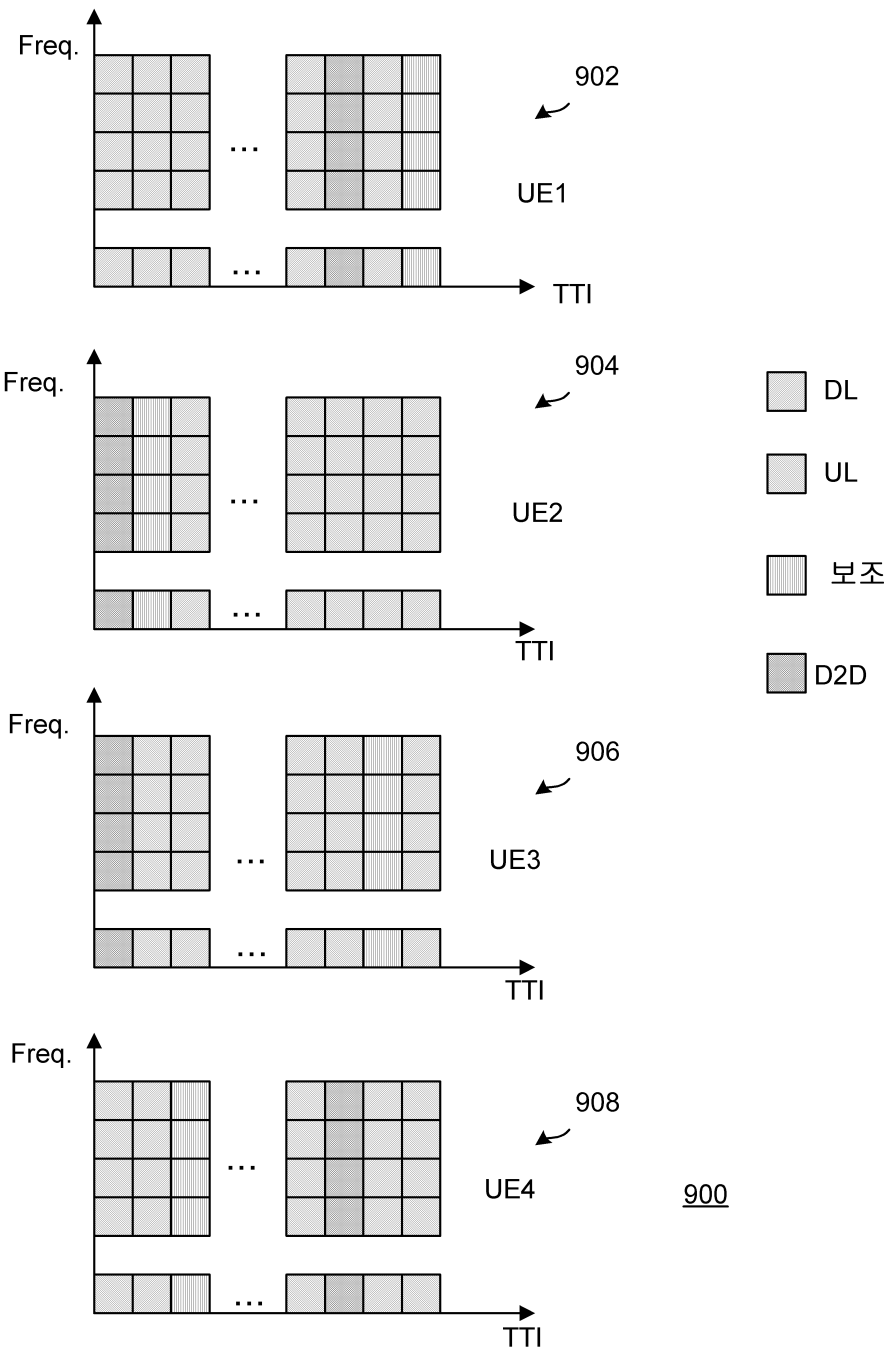 Freq.
902
...
UE1
...
TTI
904
Freq.
DL
UL
...
UE2
보조
...
TTI
D2D
Freq.
906
...
UE3
...
TTI
Freq.
908
...
UE4
900
...
TTI